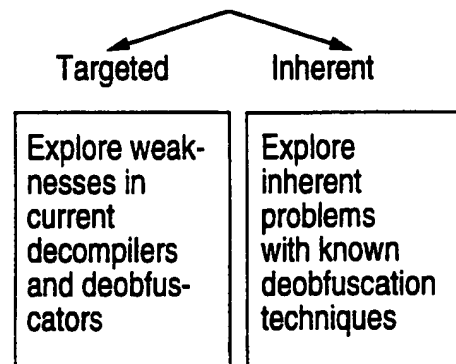 Targeted
Inherent
Explore weak-
nesses in
current
decompilers
and deobfus-
cators
Explore
inherent
problems
with known
deobfuscation
techniques